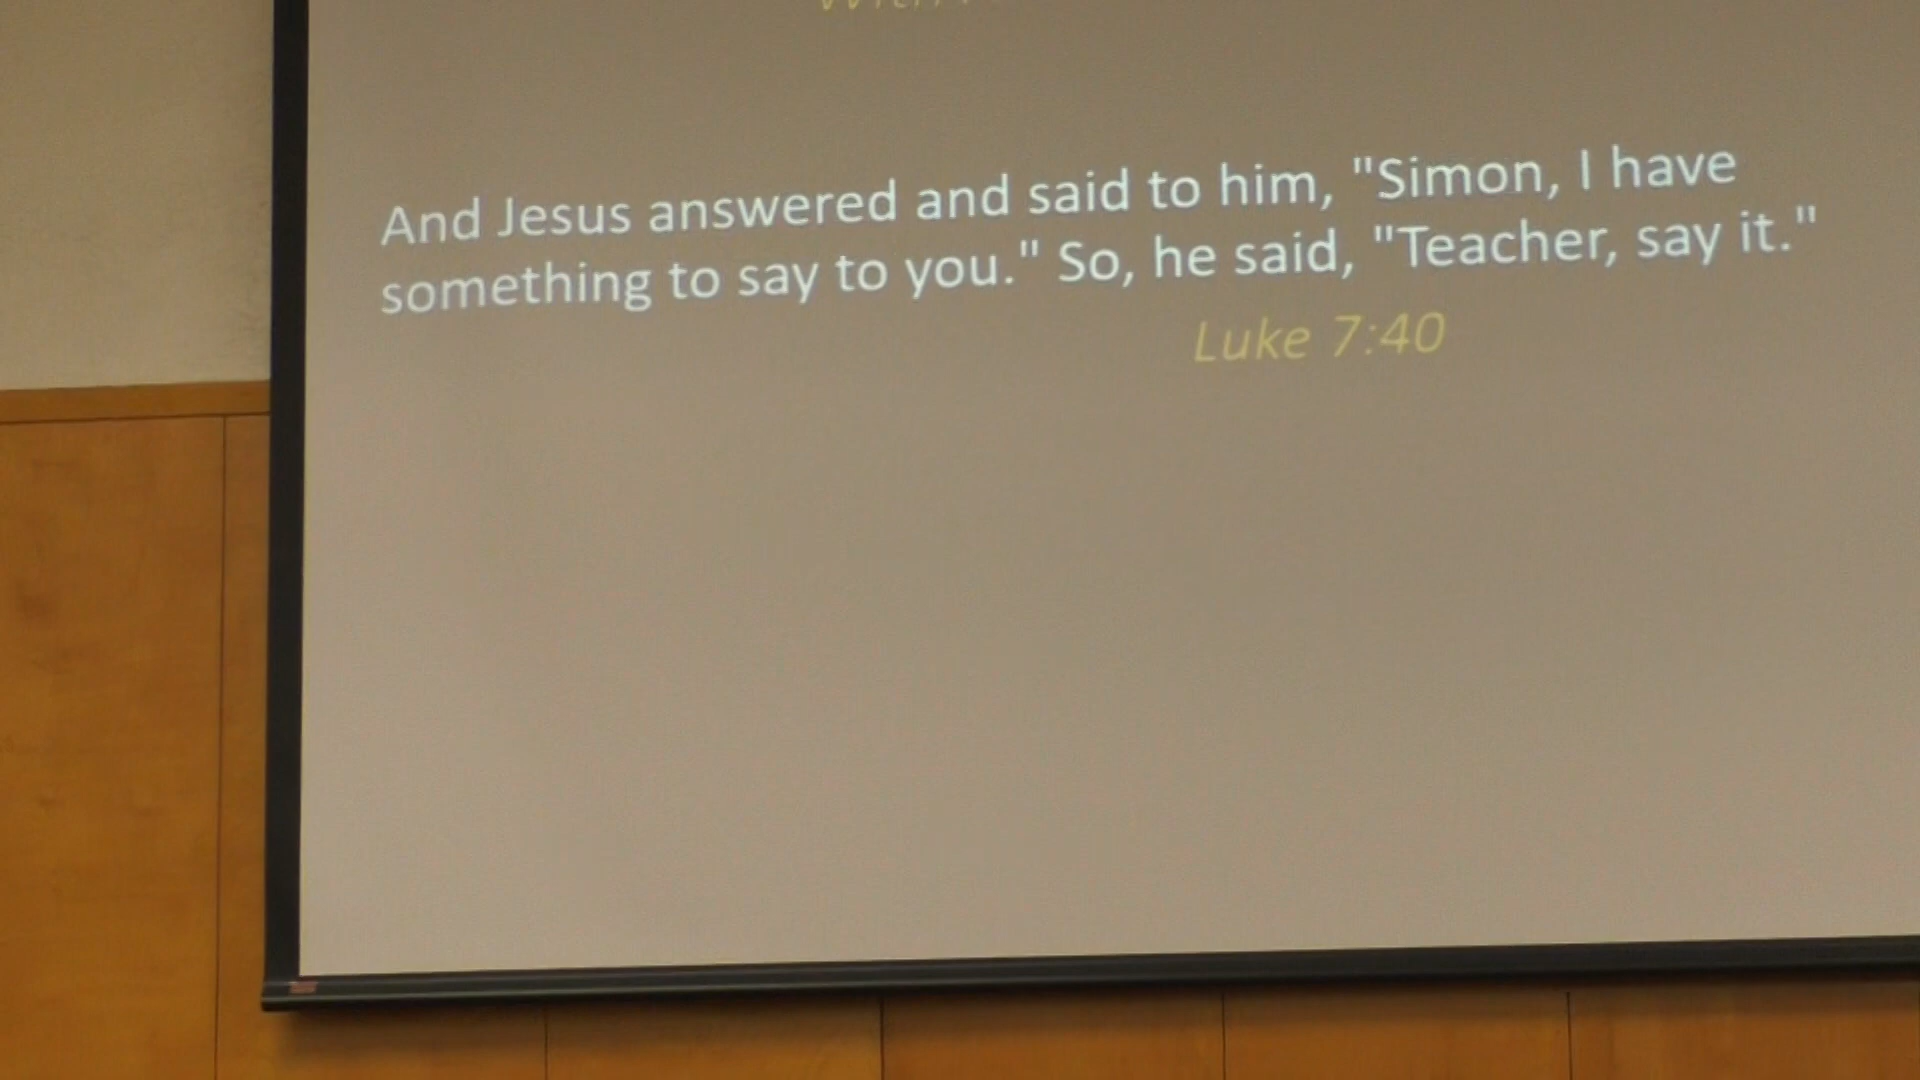 And Jesus answered and said to him, "Simon, I have
something to say to you." So, he said, "Teacher, say it."
Luke 7:40